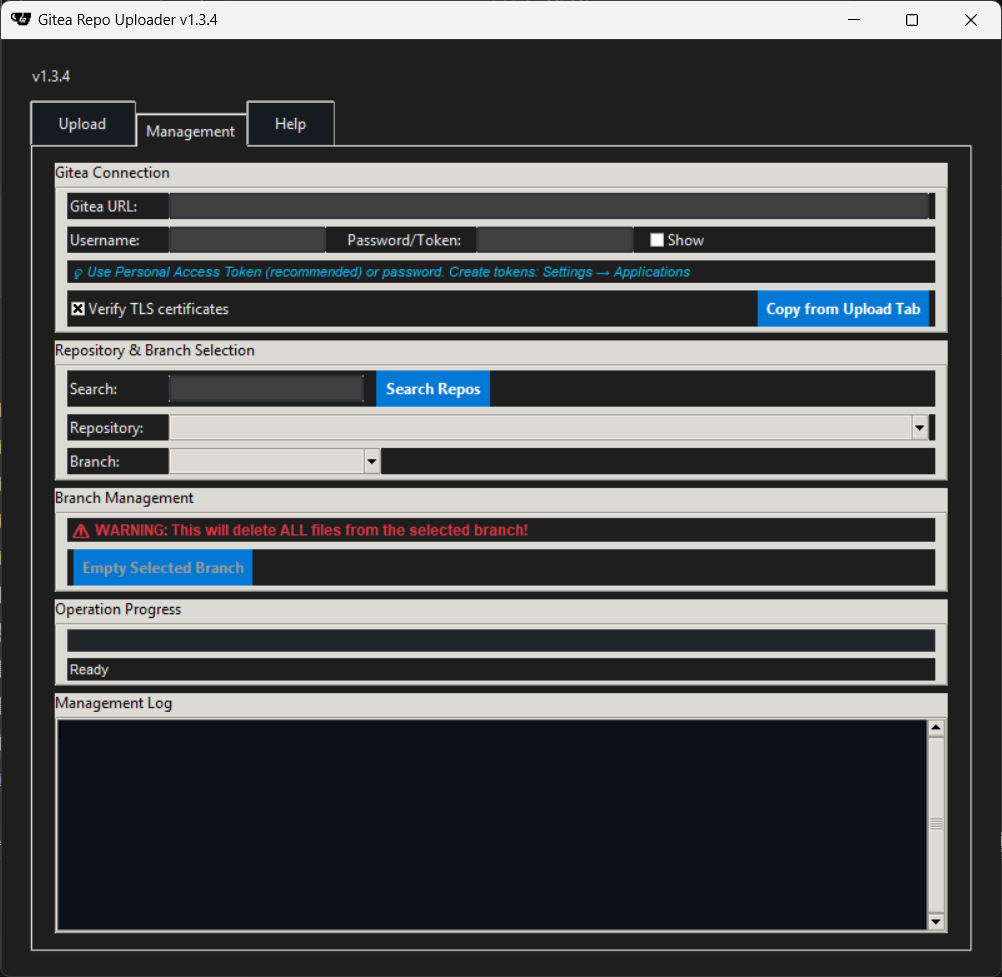 Gitea Repo Uploader v1.3.4
v1.3.4
Upload Management Help
Gitea Connection
Gitea URL:
Username: Password/Token: Show
Use Personal Access Token (recommended) or password. Create tokens: Settings → Applications
Verify TLS certificates Copy from Upload Tab
Repository & Branch Selection
Search: Search Repos
Repository:
Branch:
Branch Management
⚠ WARNING: This will delete ALL files from the selected branch!
Empty Selected Branch
Operation Progress
Ready
Management Log